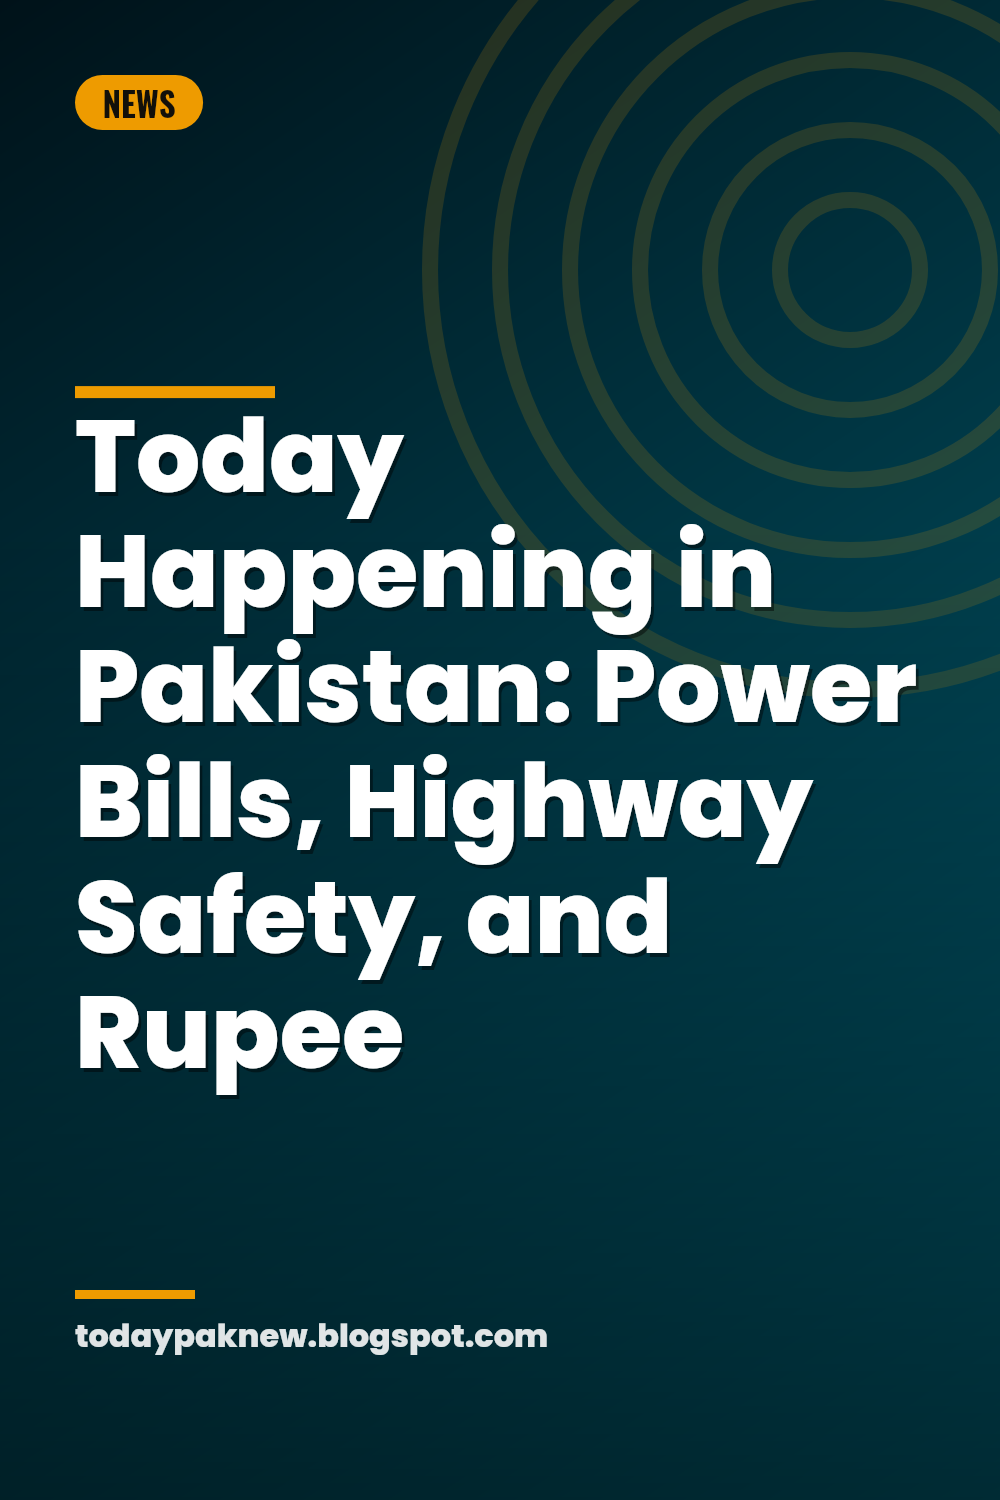 NEWS
Today
Happening in
Pakistan: Power
Bills, Highway
Safety, and
Rupee
todaypaknew.blogspot.com